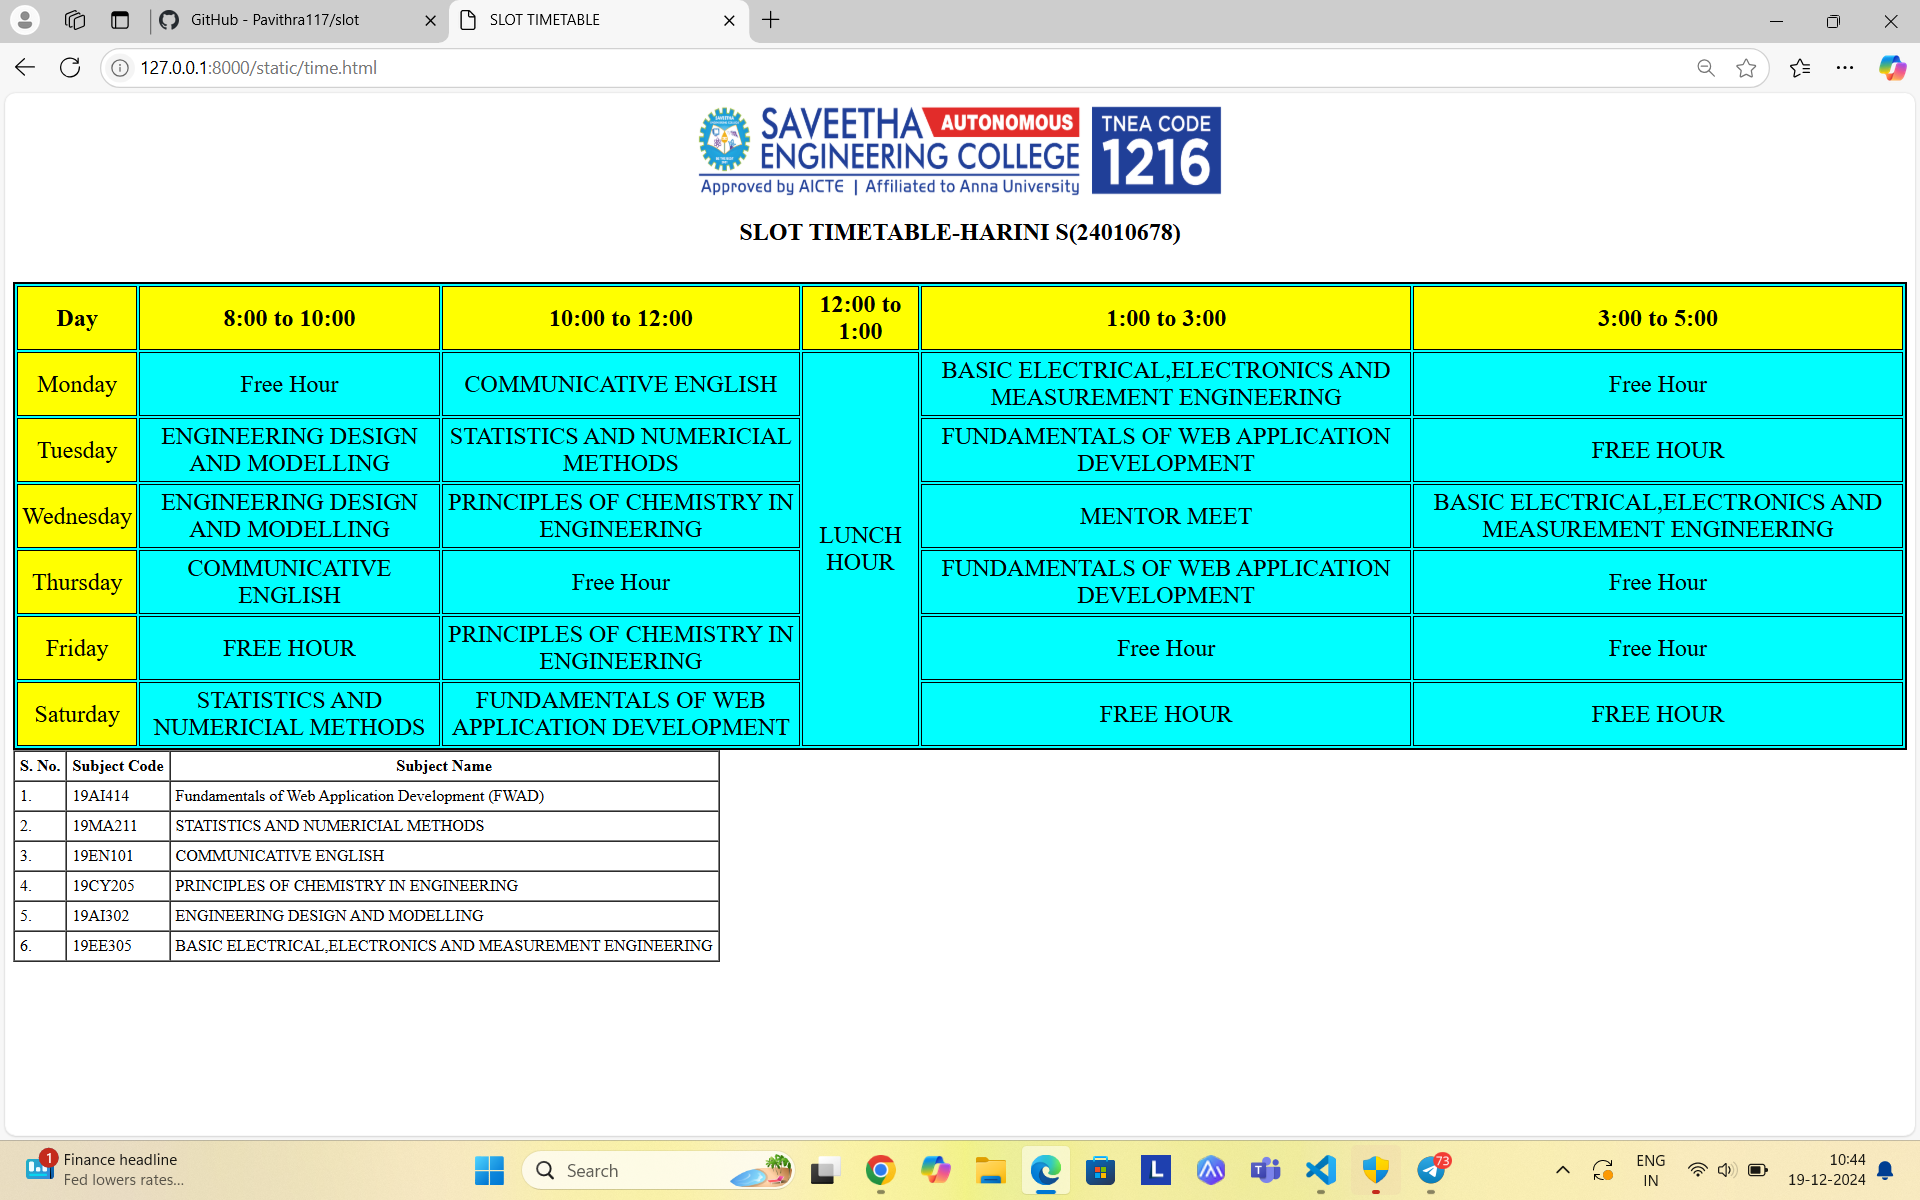 GitHub - Pavithra117/slot
SLOT TIMETABLE
127.0.0.1:8000/static/time.html
SAVEETHA AUTONOMOUS
ENGINEERING COLLEGE
Approved by AICTE | Affiliated to Anna University
TNEA CODE
1216
SLOT TIMETABLE-HARINI S(24010678)
Day 8:00 to 10:00 10:00 to 12:00 12:00 to 1:00 1:00 to 3:00 3:00 to 5:00
Monday Free Hour COMMUNICATIVE ENGLISH LUNCH HOUR BASIC ELECTRICAL,ELECTRONICS AND MEASUREMENT ENGINEERING Free Hour
Tuesday ENGINEERING DESIGN AND MODELLING STATISTICS AND NUMERICIAL METHODS FUNDAMENTALS OF WEB APPLICATION DEVELOPMENT FREE HOUR
Wednesday ENGINEERING DESIGN AND MODELLING PRINCIPLES OF CHEMISTRY IN ENGINEERING MENTOR MEET BASIC ELECTRICAL,ELECTRONICS AND MEASUREMENT ENGINEERING
Thursday COMMUNICATIVE ENGLISH Free Hour FUNDAMENTALS OF WEB APPLICATION DEVELOPMENT Free Hour
Friday FREE HOUR PRINCIPLES OF CHEMISTRY IN ENGINEERING Free Hour Free Hour
Saturday STATISTICS AND NUMERICIAL METHODS FUNDAMENTALS OF WEB APPLICATION DEVELOPMENT FREE HOUR FREE HOUR
S. No. Subject Code Subject Name
1. 19AI414 Fundamentals of Web Application Development (FWAD)
2. 19MA211 STATISTICS AND NUMERICIAL METHODS
3. 19EN101 COMMUNICATIVE ENGLISH
4. 19CY205 PRINCIPLES OF CHEMISTRY IN ENGINEERING
5. 19AI302 ENGINEERING DESIGN AND MODELLING
6. 19EE305 BASIC ELECTRICAL,ELECTRONICS AND MEASUREMENT ENGINEERING
1
Finance headline
Fed lowers rates...
Search
L
T
73
ENG
IN
10:44
19-12-2024